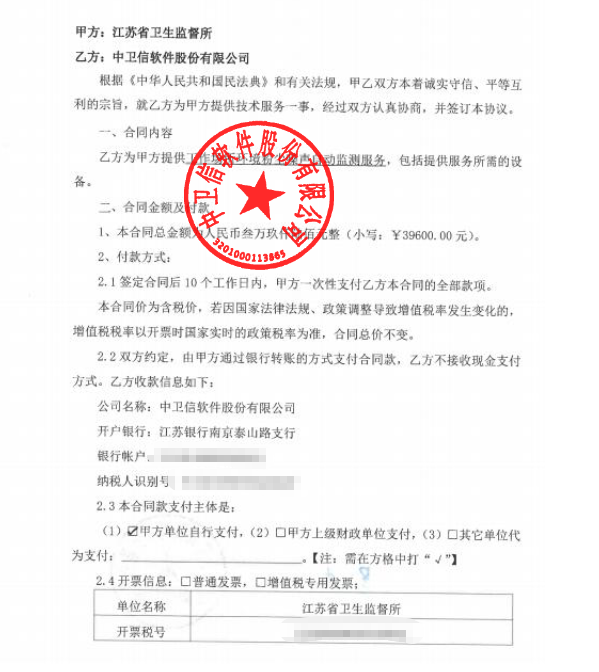 甲方：江苏省卫生监督所
乙方：中卫信软件股份有限公司
根据《中华人民共和国民法典》和有关法规，甲乙双方本着诚实守信、平等互
利的宗旨，就乙方为甲方提供技术服务一事，经过双方认真协商，并签订本协议。
一、合同内容
乙方为甲方提供工作场所环境粉尘噪声自动监测服务，包括提供服务所需的设
备。
二、合同金额及付款
1、本合同总金额为人民币叁万玖仟陆佰元整（小写：￥39600.00 元）。
2、付款方式：
2.1 签定合同后 10 个工作日内，甲方一次性支付乙方本合同的全部款项。
本合同价为含税价，若因国家法律法规、政策调整导致增值税率发生变化的，
增值税税率以开票时国家实时的政策税率为准，合同总价不变。
2.2 双方约定，由甲方通过银行转账的方式支付合同款，乙方不接收现金支付
方式。乙方收款信息如下：
公司名称：中卫信软件股份有限公司
开户银行：江苏银行南京泰山路支行
银行帐户
纳税人识别号
2.3 本合同款支付主体是：
（1）☑甲方单位自行支付，（2）□甲方上级财政单位支付，（3）□其它单位代
为支付：____________________。【注：需在方格中打“√”】
2.4 开票信息：□普通发票，□增值税专用发票；
单位名称 江苏省卫生监督所
开票税号
中卫信软件股份有限公司
3201000113865